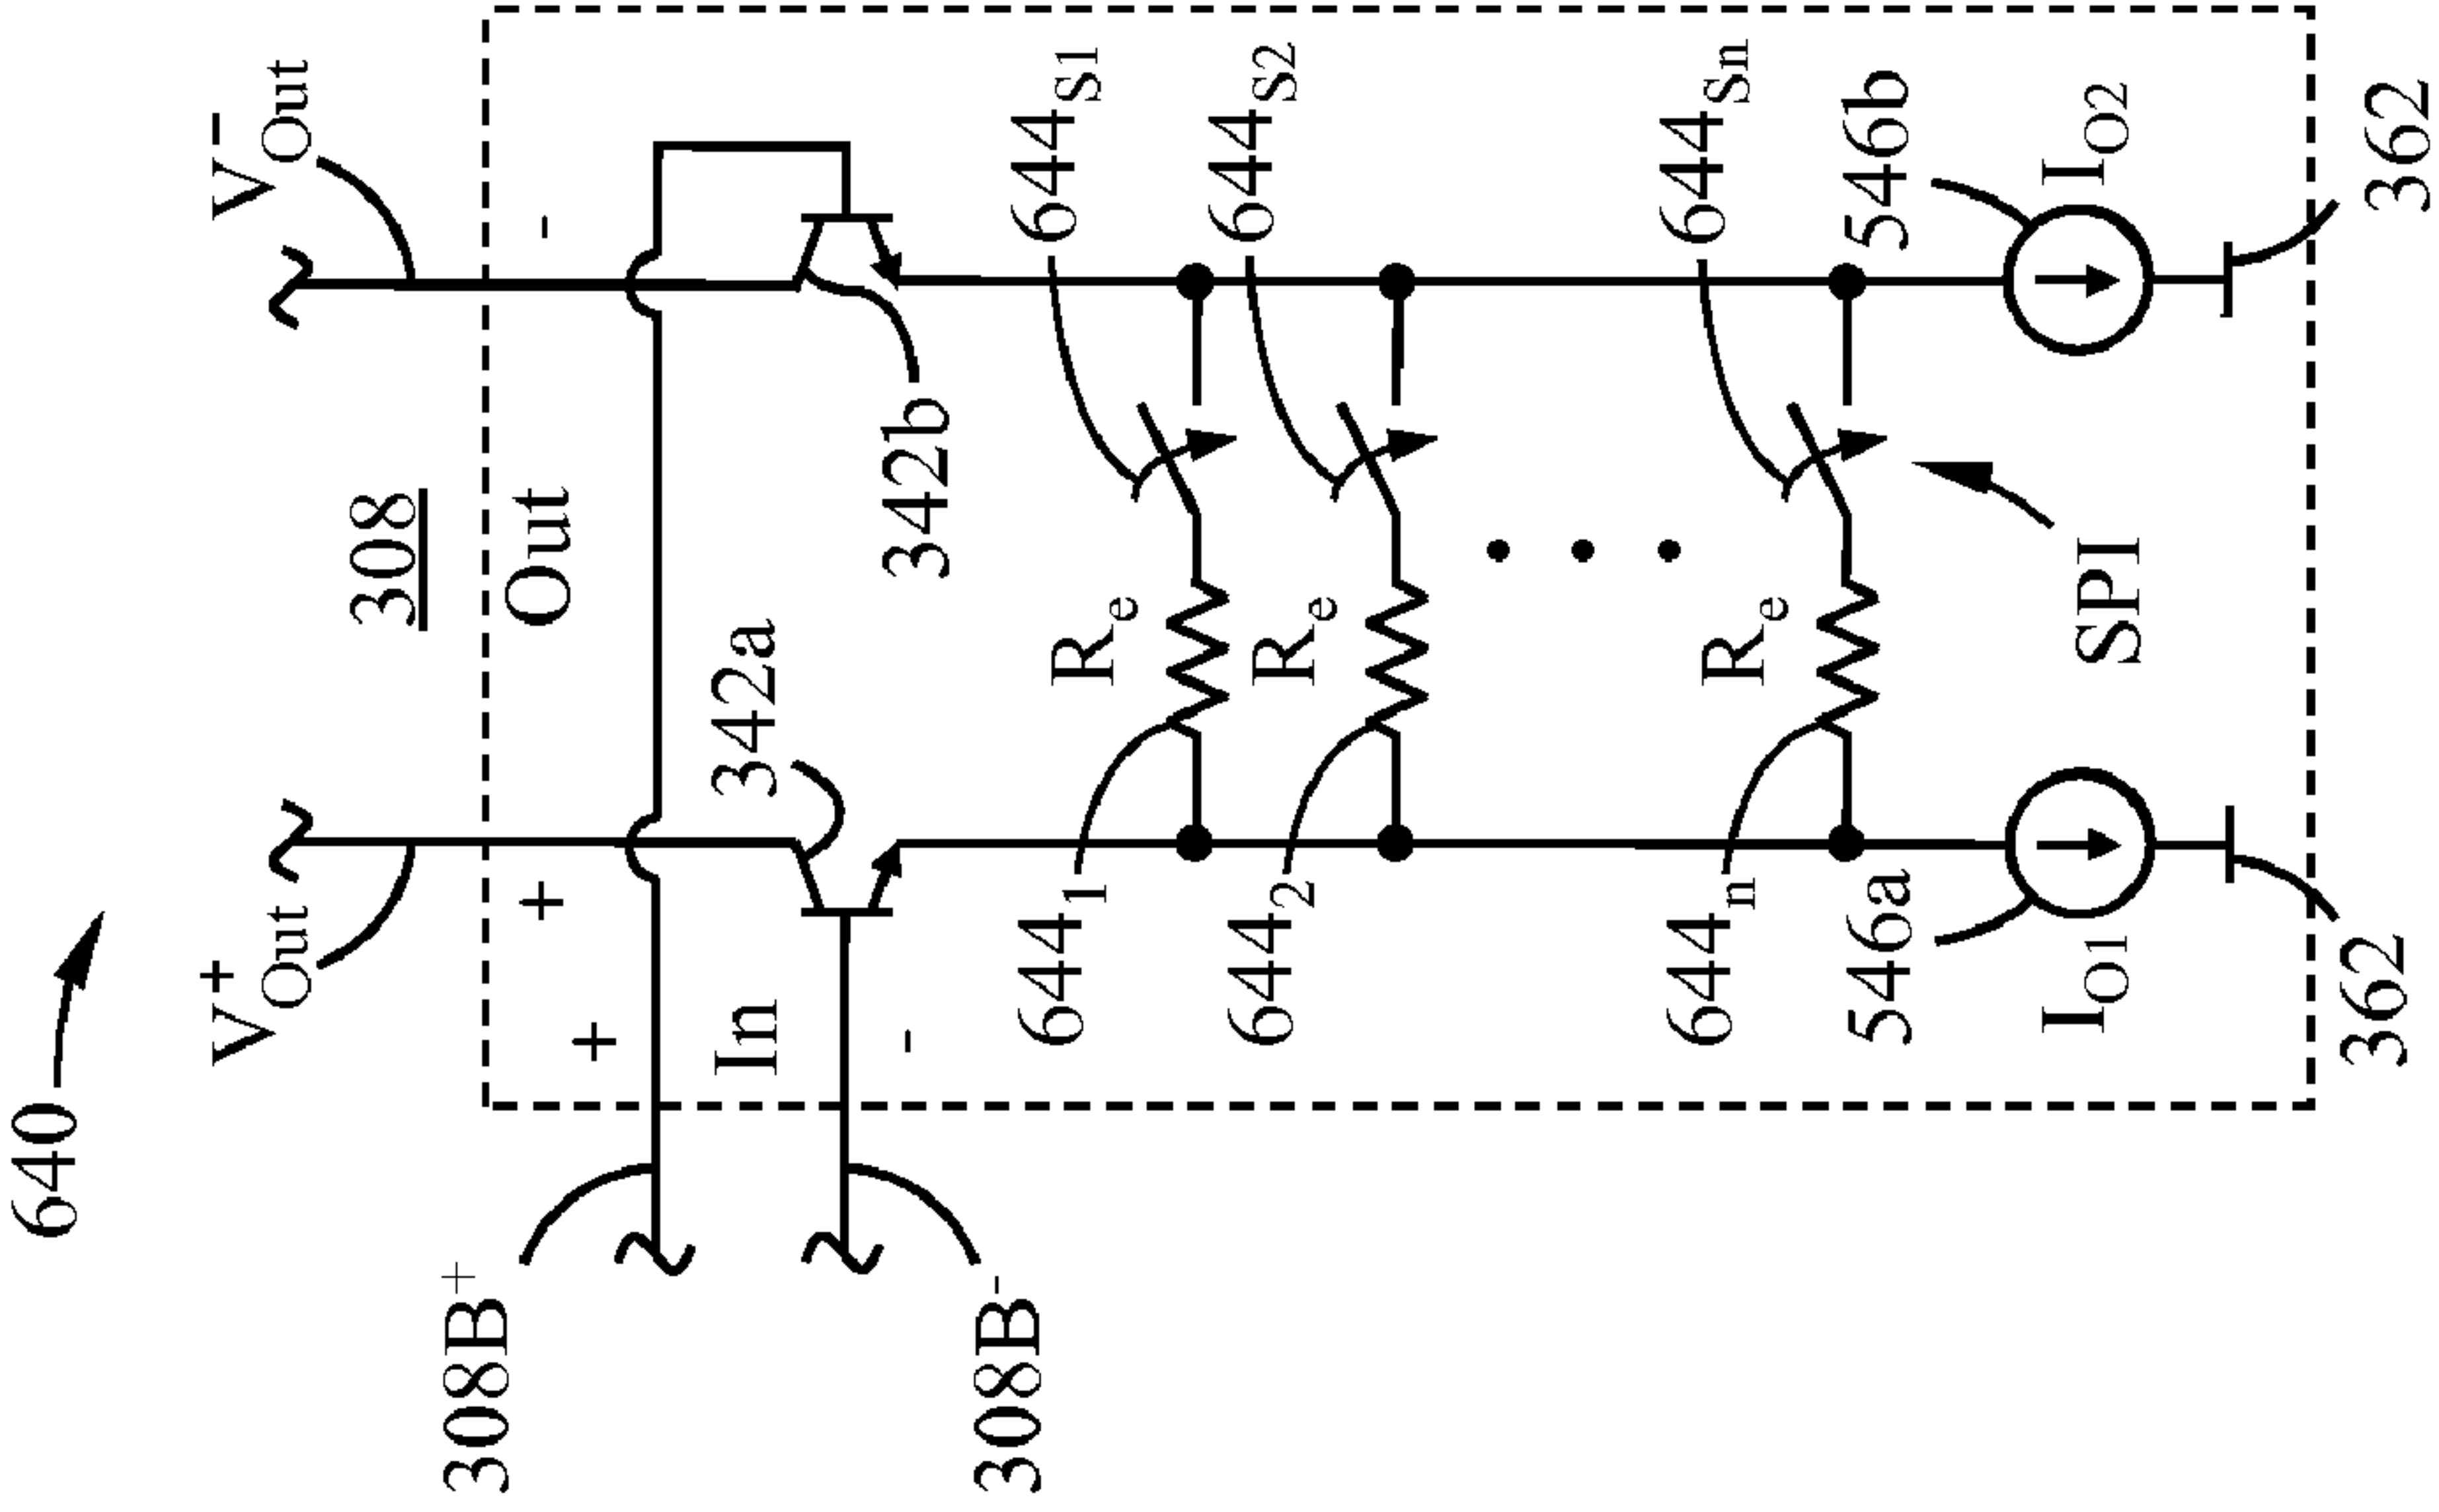 640
V+Out
V-Out
308
Out
+
-
+
In
-
308B+
308B-
342a
342b
644S1
644S2
644Sn
Re
Re
Re
6441
6442
644n
546a
546b
IO1
IO2
SPI
362
362